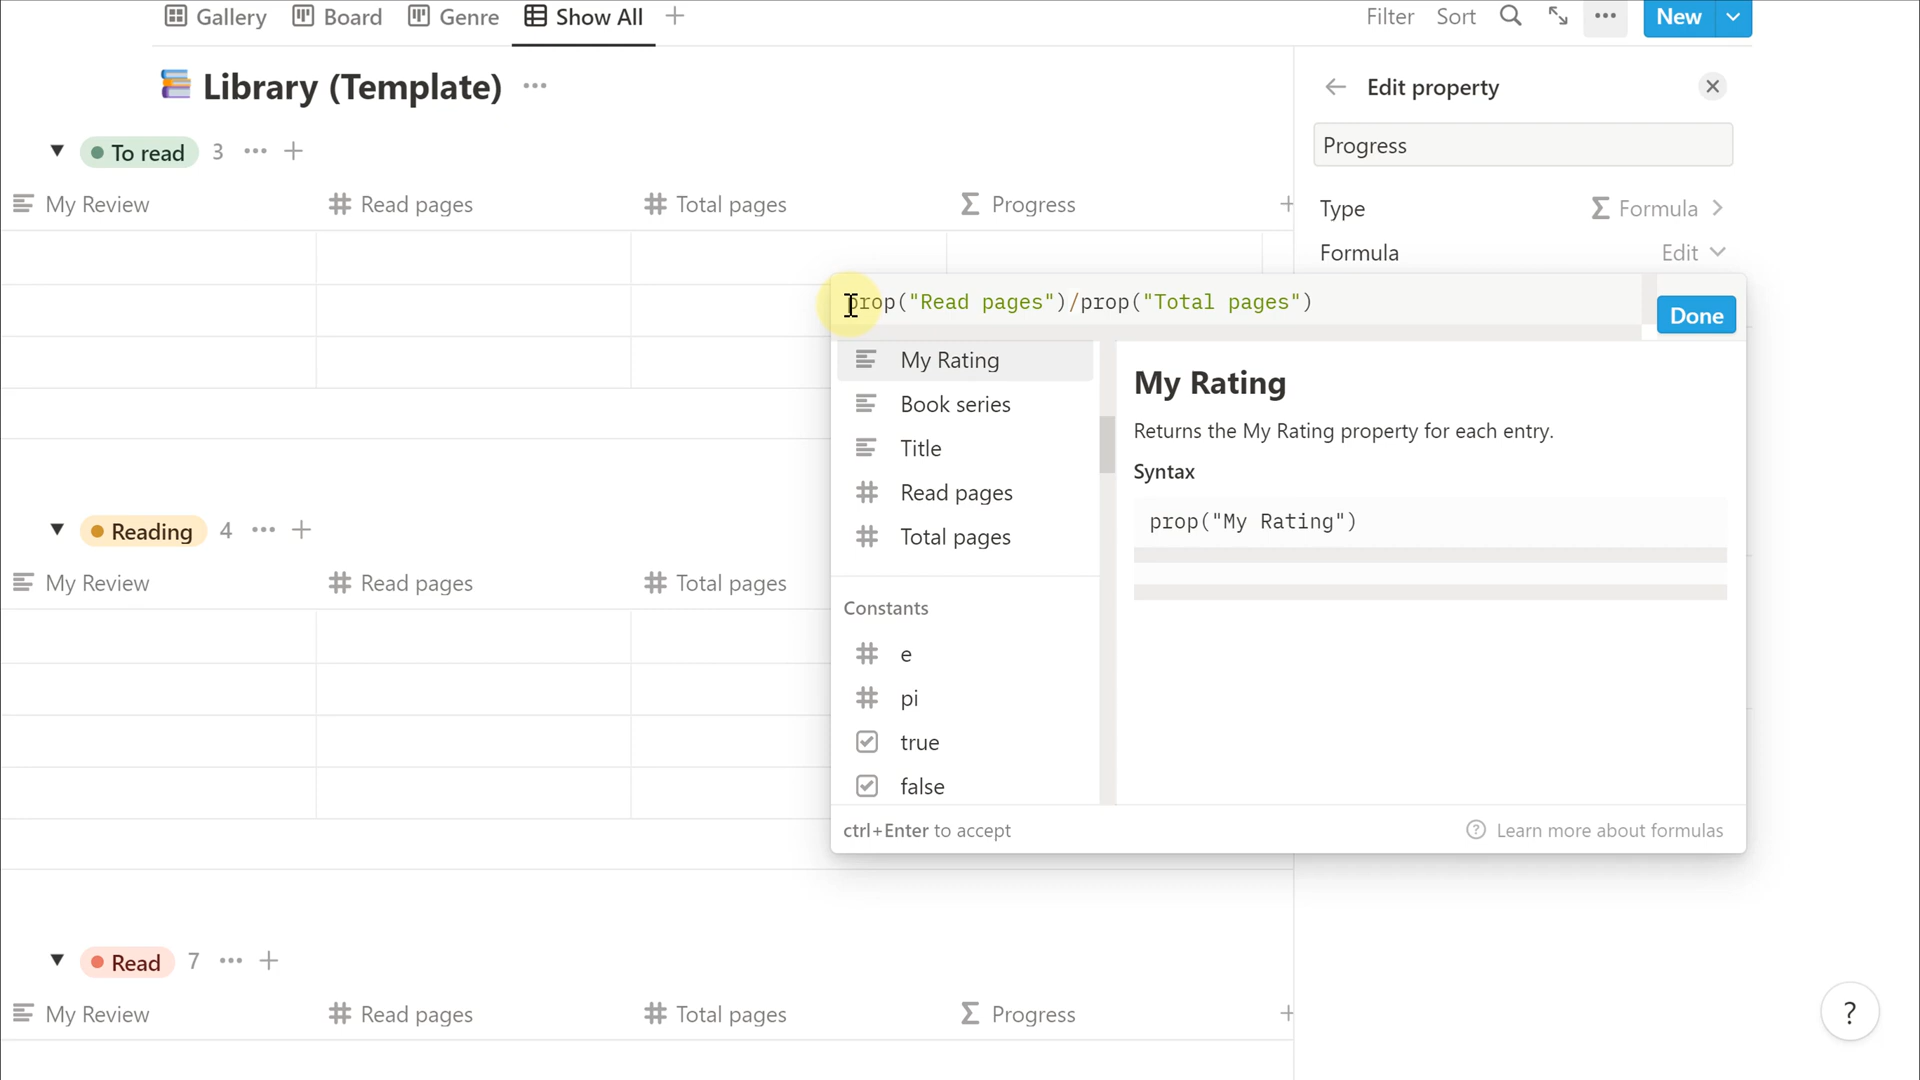 Gallery Board Genre Show All
Filter Sort New
Library (Template)
Edit property
Progress
To read 3
My Review Read pages Total pages Progress
Type Formula
Formula Edit
prop("Read pages")/prop("Total pages")
Done
My Rating
Book series
Title
Read pages
Total pages
Constants
e
pi
true
false
My Rating
Returns the My Rating property for each entry.
Syntax
prop("My Rating")
ctrl+Enter to accept
Learn more about formulas
Reading 4
My Review Read pages Total pages
Read 7
My Review Read pages Total pages Progress
?